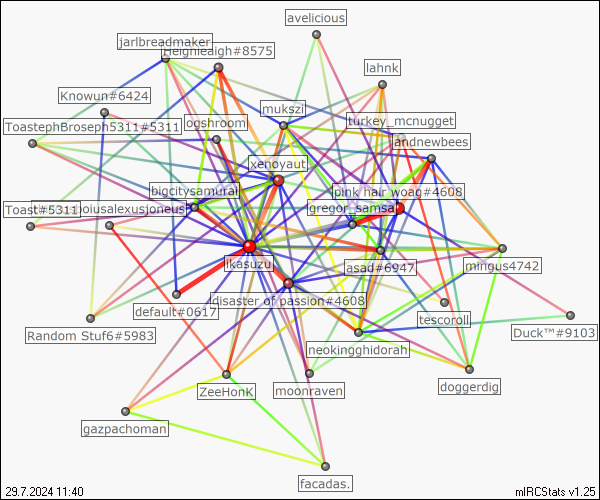 avelicious
jarlbreadmaker
Heighleaigh#8575
lahnk
Knowun#6424
mukszi
ogshroom
turkey_mcnugget
ToastephBroseph5311#5311
andnewbees
xenoyaut
bigcitysamurai
pink hair woag#4608
Toast#5311
oiusalexusjoneus
gregor_samsa
ikasuzu
asad#6947
mingus4742
disaster of passion#4608
default#0617
tescoroll
Random Stuf6#5983
Duck™#9103
neokingghidorah
ZeeHonK
moonraven
doggerdig
gazpachoman
facadas.
29.7.2024 11:40
mIRCStats v1.25